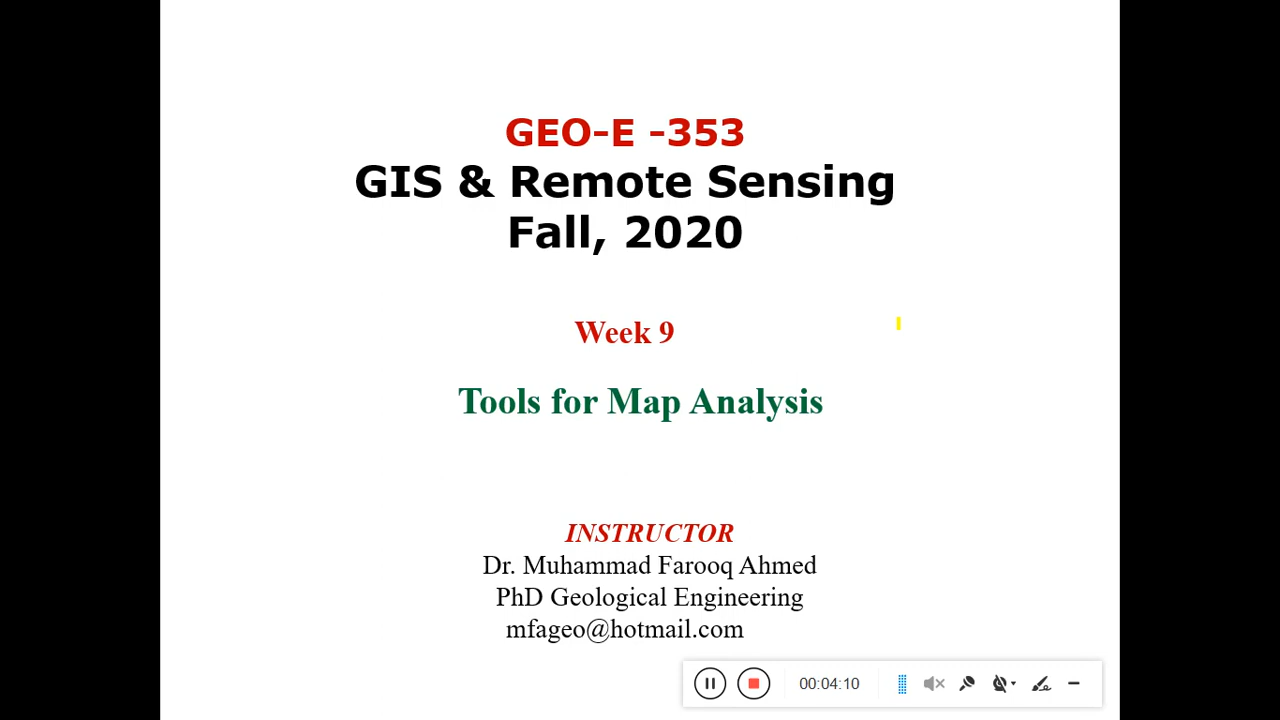 GEO-E -353
GIS & Remote Sensing
Fall, 2020
Week 9
Tools for Map Analysis
INSTRUCTOR
Dr. Muhammad Farooq Ahmed
PhD Geological Engineering
mfageo@hotmail.com
00:04:10